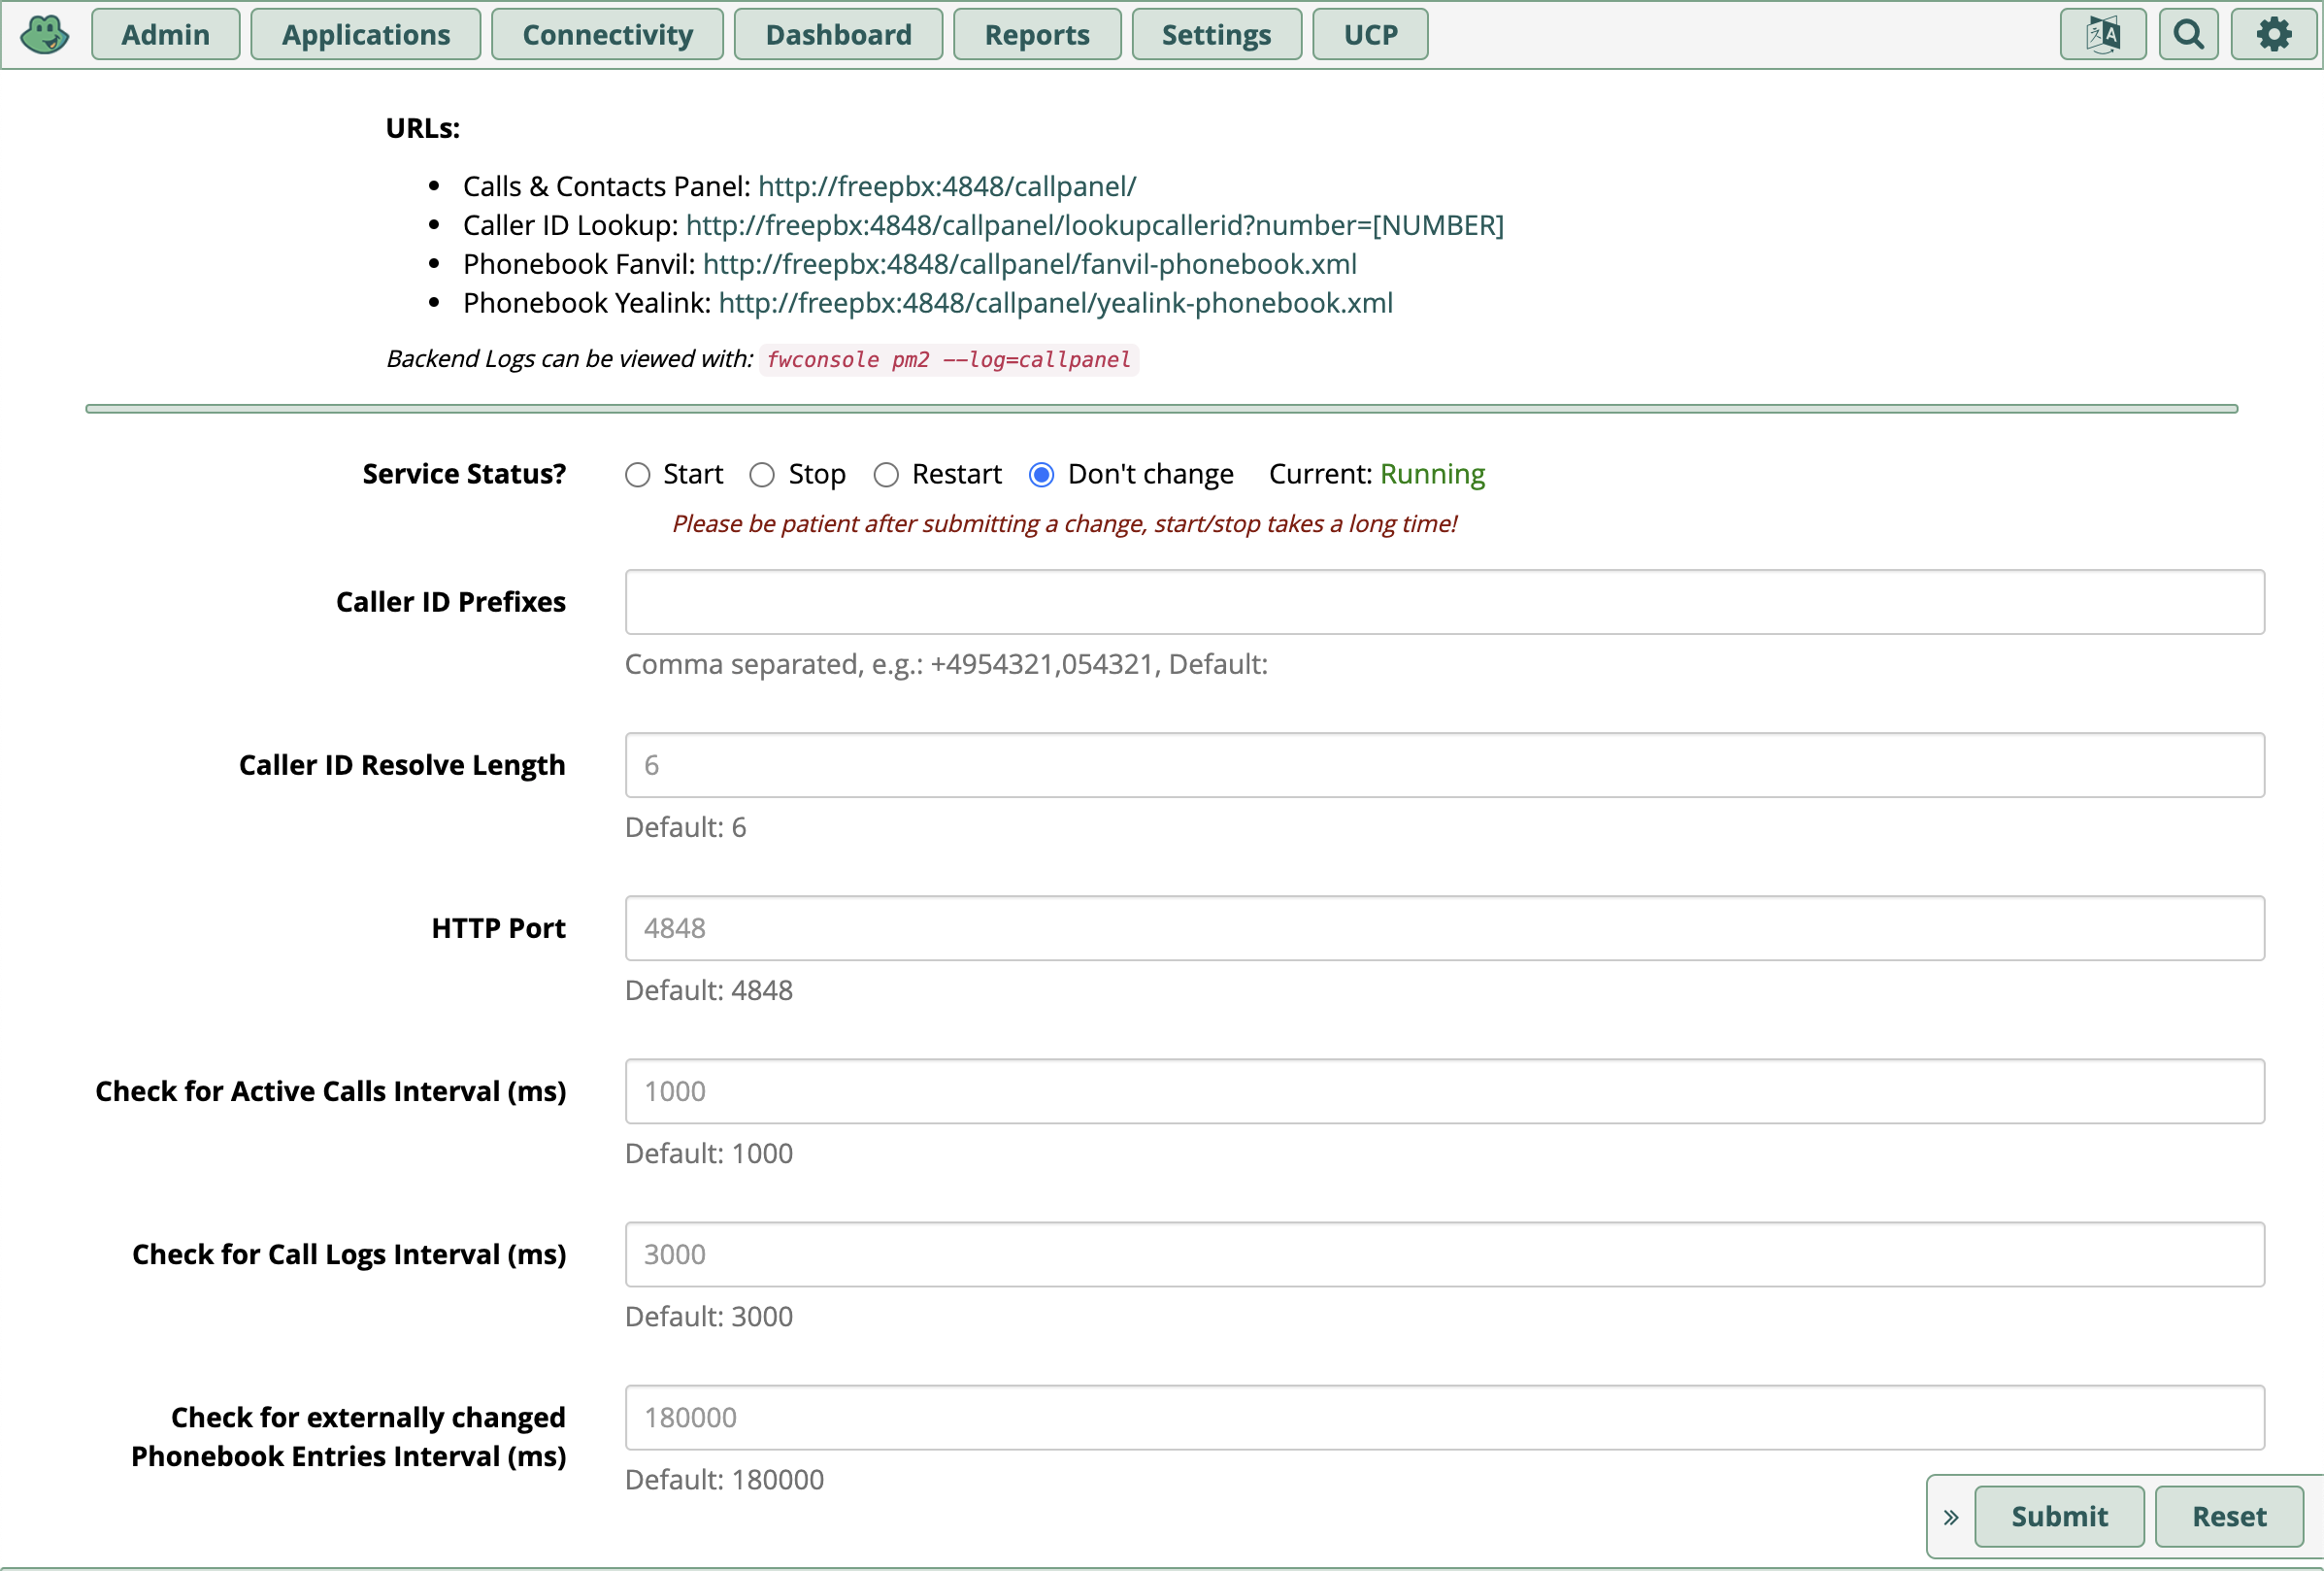 Admin Applications Connectivity Dashboard Reports Settings UCP
URLs:
• Calls & Contacts Panel: http://freepbx:4848/callpanel/
• Caller ID Lookup: http://freepbx:4848/callpanel/lookupcallerid?number=[NUMBER]
• Phonebook Fanvil: http://freepbx:4848/callpanel/fanvil-phonebook.xml
• Phonebook Yealink: http://freepbx:4848/callpanel/yealink-phonebook.xml
Backend Logs can be viewed with: fwconsole pm2 --log=callpanel
Service Status? Start Stop Restart Don't change Current: Running
Please be patient after submitting a change, start/stop takes a long time!
Caller ID Prefixes
Comma separated, e.g.: +4954321,054321, Default:
Caller ID Resolve Length 6
Default: 6
HTTP Port 4848
Default: 4848
Check for Active Calls Interval (ms) 1000
Default: 1000
Check for Call Logs Interval (ms) 3000
Default: 3000
Check for externally changed 180000
Phonebook Entries Interval (ms)
Default: 180000
» Submit Reset